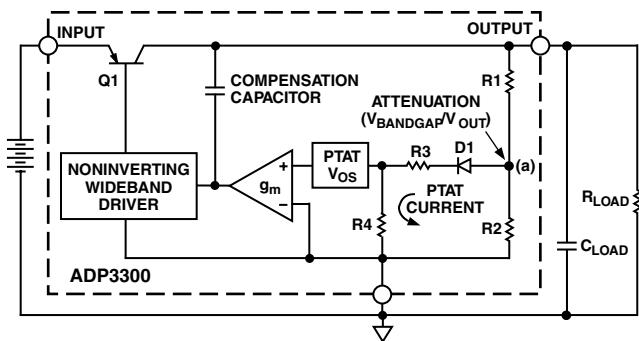 INPUT
OUTPUT
Q1
COMPENSATION
CAPACITOR
R1
ATTENUATION
(VBANDGAP/VOUT)
R3
D1
(a)
PTAT
VOS
NONINVERTING
WIDEBAND
DRIVER
+
gm
−
PTAT
CURRENT
R4
R2
RLOAD
CLOAD
ADP3300